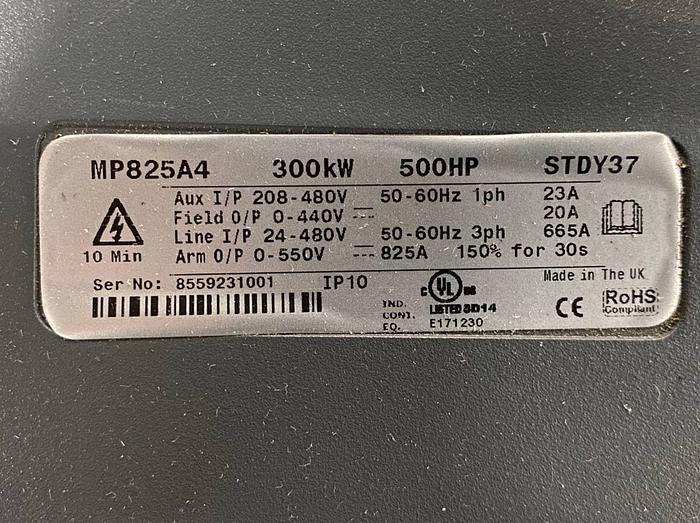 MP825A4 300kW 500HP STDY37
Aux I/P 208-480V 50-60Hz 1ph 23A
Field O/P 0-440V --- 20A
Line I/P 24-480V 50-60Hz 3ph 665A
Arm O/P 0-550V --- 825A 150% for 30s
10 Min
Ser No: 8559231001 IP10
Made in The UK
C UL US
IND. LISTED 8D14
CONT.
EQ. E171230
CE
RoHS
Compliant